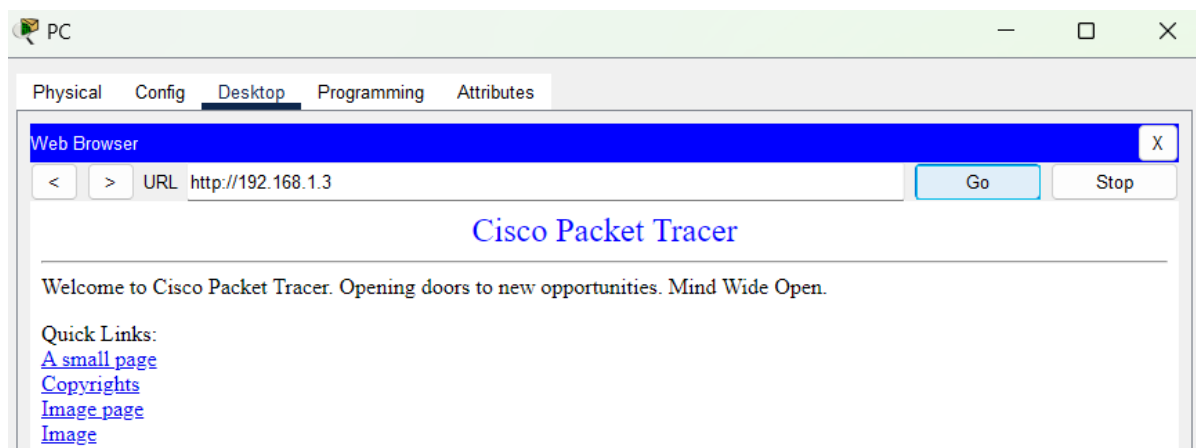 PC
Physical Config Desktop Programming Attributes
Web Browser X
< > URL http://192.168.1.3 Go Stop
Cisco Packet Tracer
Welcome to Cisco Packet Tracer. Opening doors to new opportunities. Mind Wide Open.
Quick Links:
A small page
Copyrights
Image page
Image